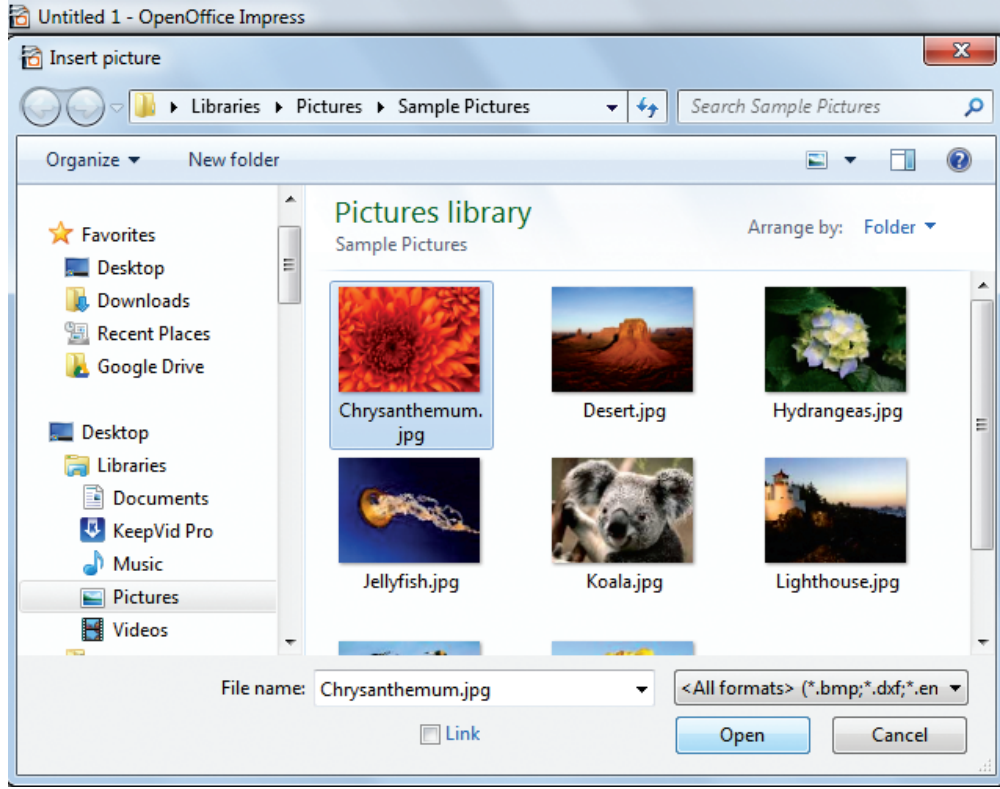 Untitled 1 - OpenOffice Impress
Insert picture
Libraries Pictures Sample Pictures
Search Sample Pictures
Organize New folder
Favorites
Desktop
Downloads
Recent Places
Google Drive
Desktop
Libraries
Documents
KeepVid Pro
Music
Pictures
Videos
Pictures library
Sample Pictures
Arrange by: Folder
Chrysanthemum.
jpg
Desert.jpg
Hydrangeas.jpg
Jellyfish.jpg
Koala.jpg
Lighthouse.jpg
File name: Chrysanthemum.jpg
<All formats> (*.bmp;*.dxf;*.en
Link
Open
Cancel